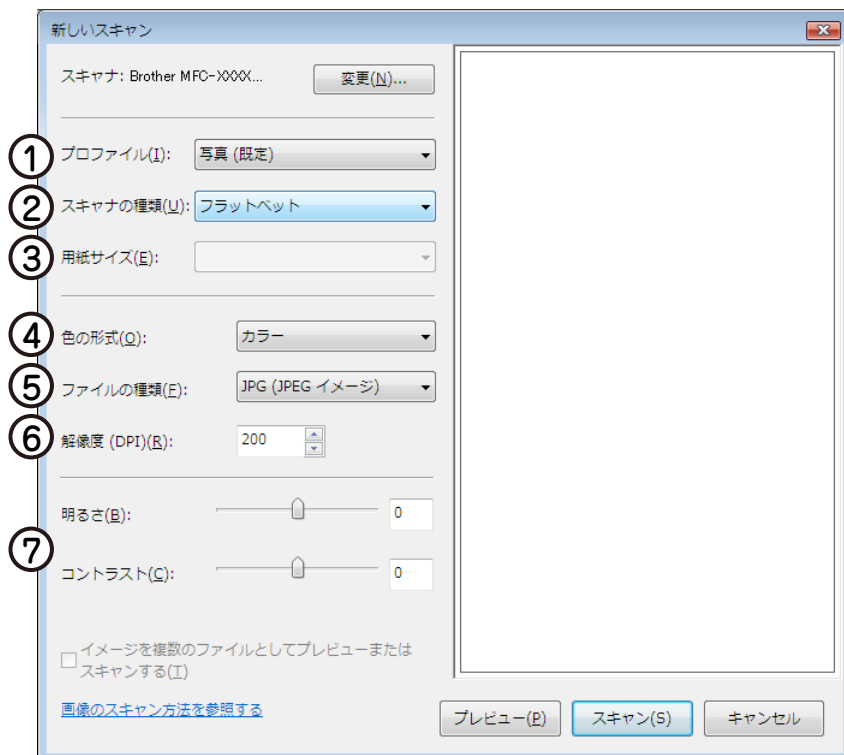 新しいスキャン
スキャナ: Brother MFC-XXXX...
変更(N)...
① プロファイル(I): 写真 (既定)
② スキャナの種類(U): フラットベット
③ 用紙サイズ(E):
④ 色の形式(O): カラー
⑤ ファイルの種類(F): JPG (JPEG イメージ)
⑥ 解像度 (DPI)(R): 200
⑦
明るさ(B): 0
コントラスト(C): 0
イメージを複数のファイルとしてプレビューまたは
スキャンする(T)
画像のスキャン方法を参照する
プレビュー(P) スキャン(S) キャンセル